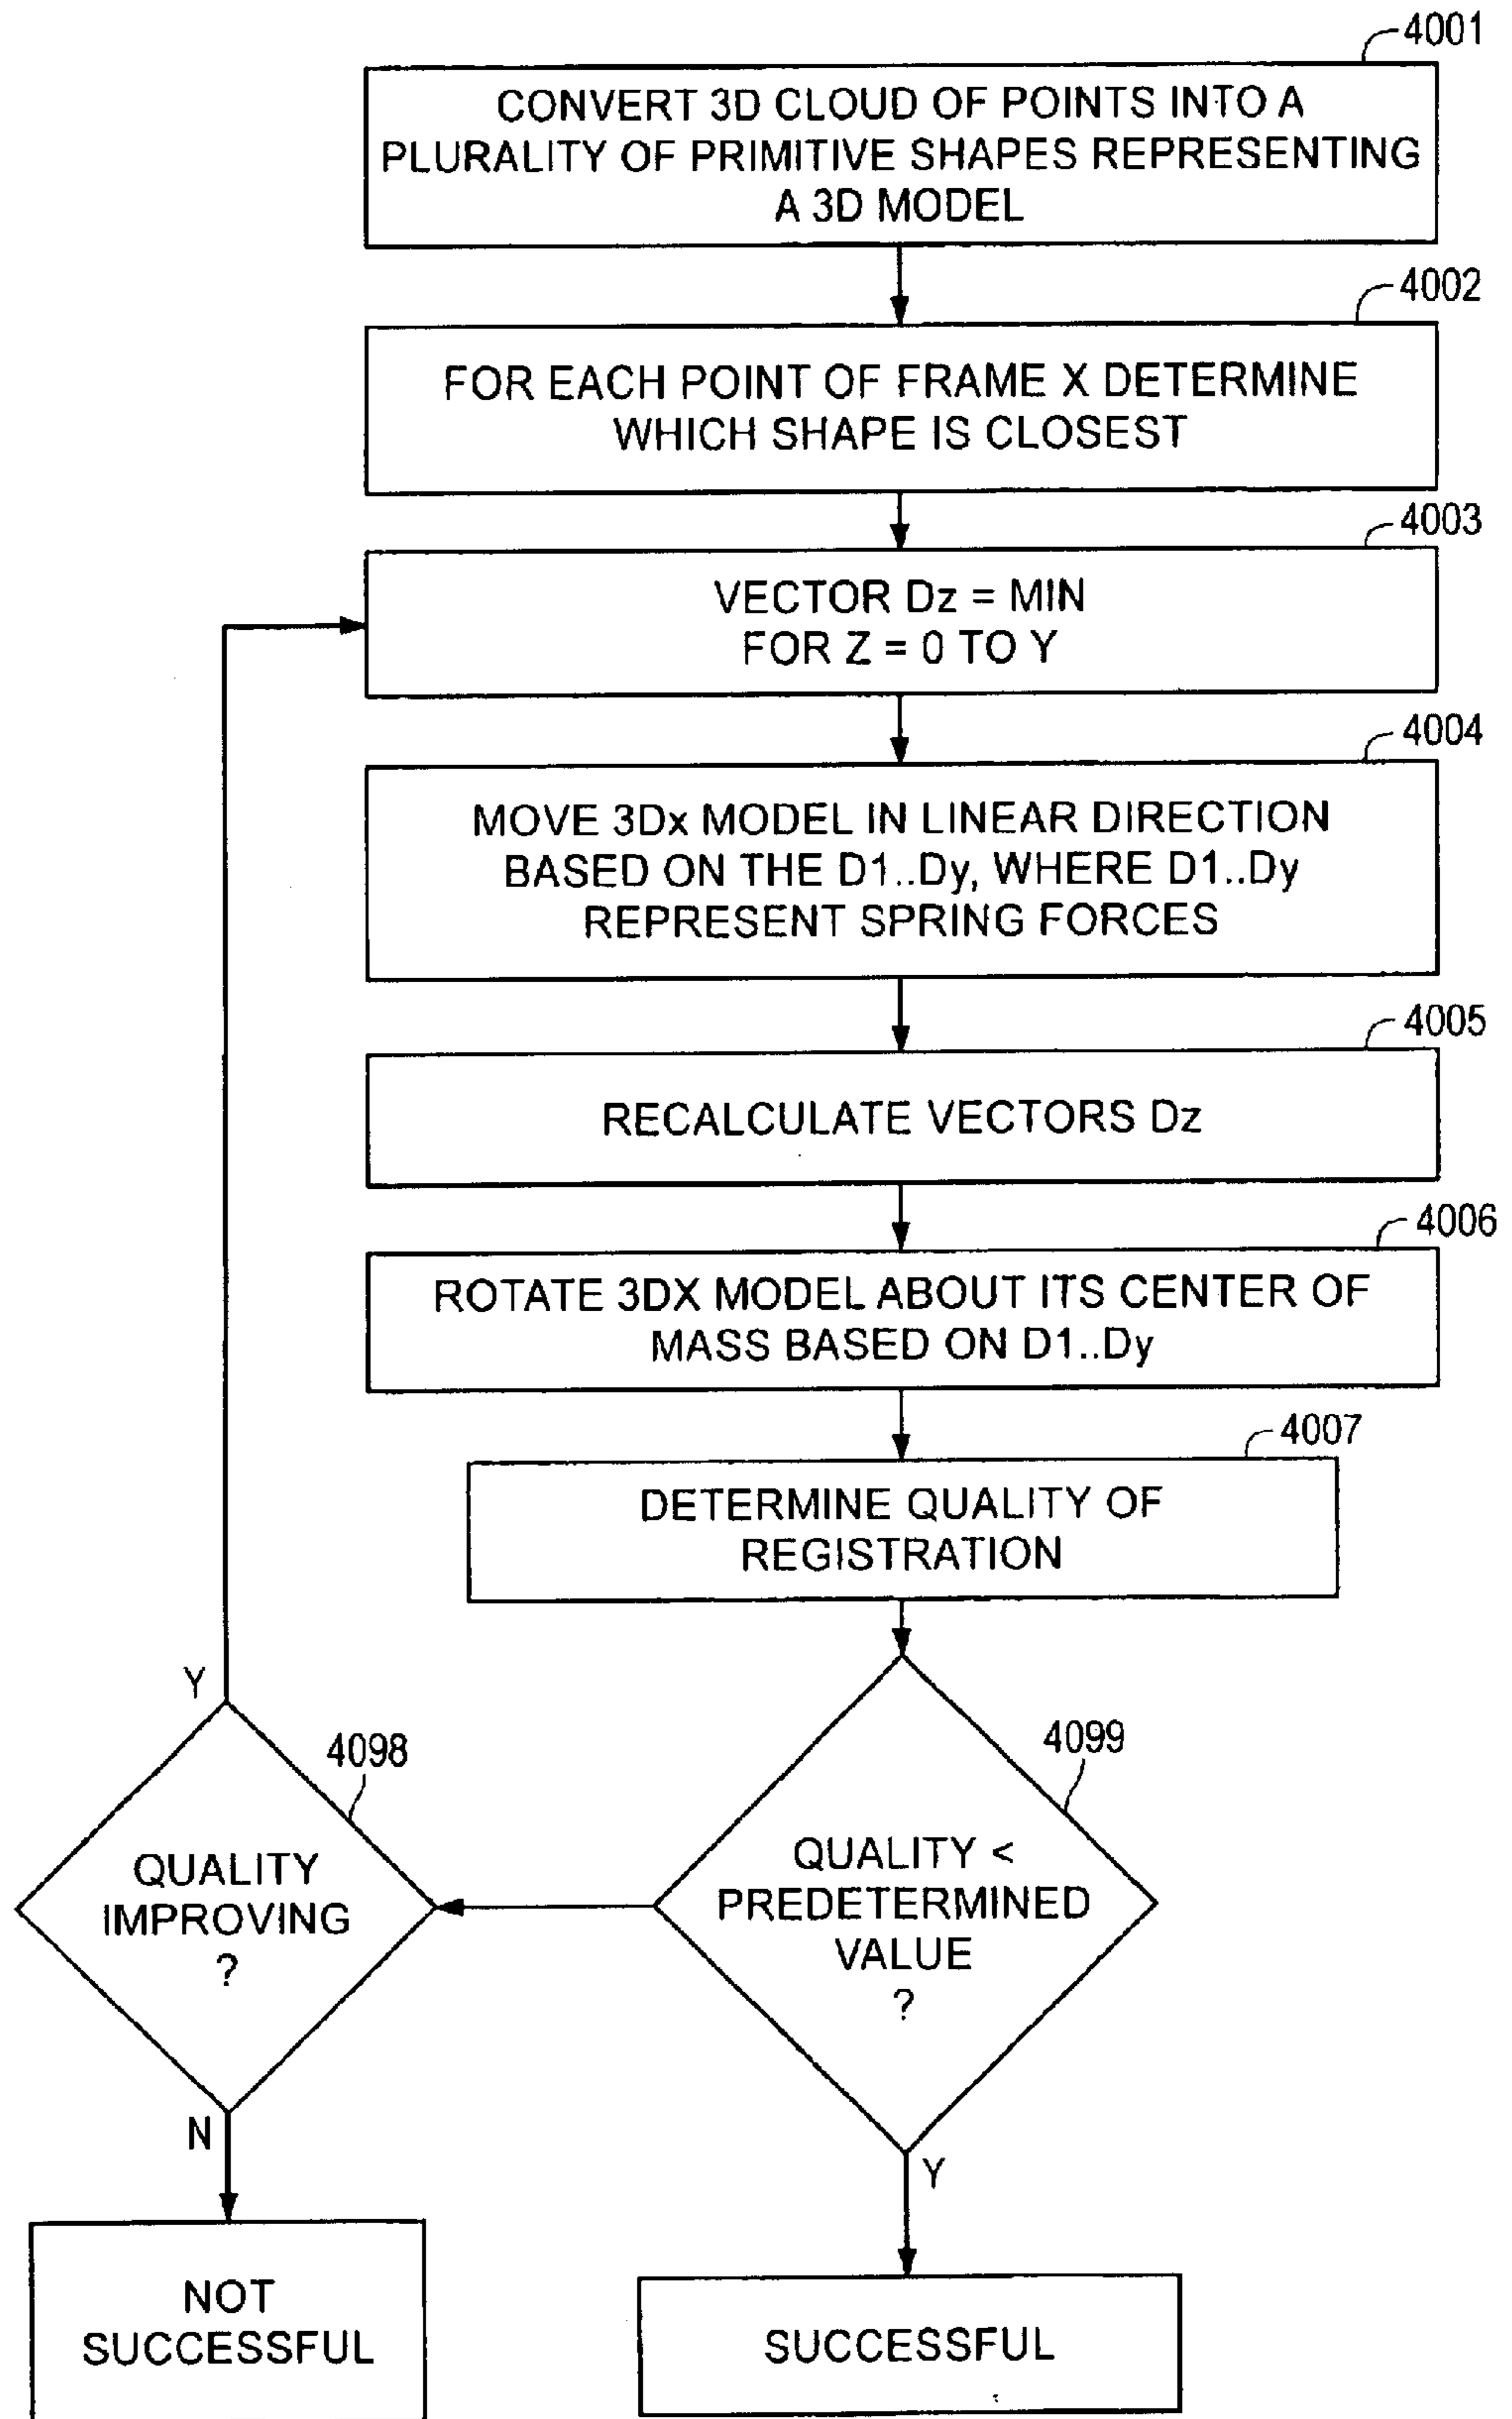 4001
CONVERT 3D CLOUD OF POINTS INTO A
PLURALITY OF PRIMITIVE SHAPES REPRESENTING
A 3D MODEL
4002
FOR EACH POINT OF FRAME X DETERMINE
WHICH SHAPE IS CLOSEST
4003
VECTOR Dz = MIN
FOR Z = 0 TO Y
4004
MOVE 3Dx MODEL IN LINEAR DIRECTION
BASED ON THE D1..Dy, WHERE D1..Dy
REPRESENT SPRING FORCES
4005
RECALCULATE VECTORS Dz
4006
ROTATE 3DX MODEL ABOUT ITS CENTER OF
MASS BASED ON D1..Dy
4007
DETERMINE QUALITY OF
REGISTRATION
4099
QUALITY <
PREDETERMINED
VALUE
?
Y
SUCCESSFUL
Y
4098
QUALITY
IMPROVING
?
N
NOT
SUCCESSFUL